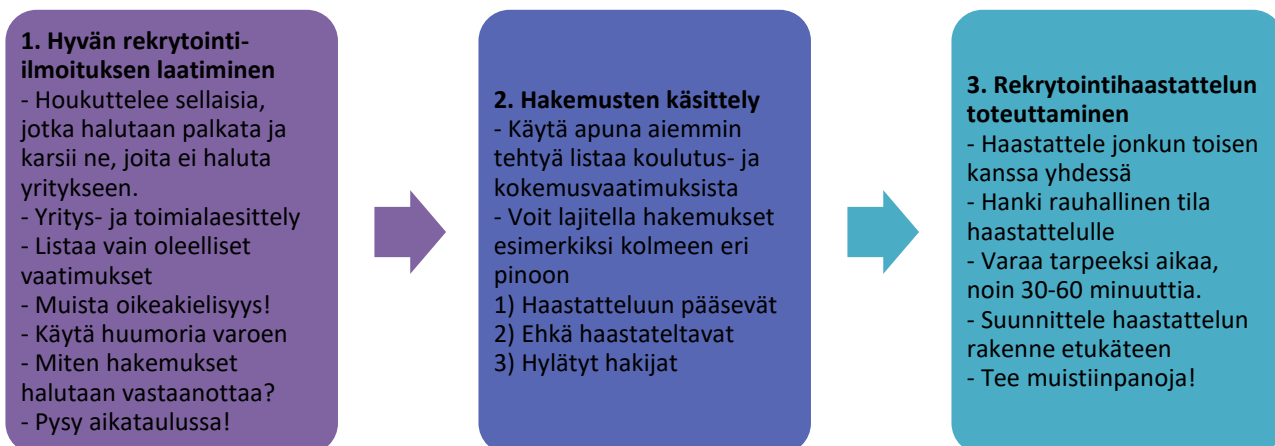 1. Hyvän rekrytointi-
ilmoituksen laatiminen
- Houkuttelee sellaisia,
jotka halutaan palkata ja
karsii ne, joita ei haluta
yritykseen.
- Yritys- ja toimialaesittely
- Listaa vain oleelliset
vaatimukset
- Muista oikeakielisyys!
- Käytä huumoria varoen
- Miten hakemukset
halutaan vastaanottaa?
- Pysy aikataulussa!
2. Hakemusten käsittely
- Käytä apuna aiemmin
tehtyä listaa koulutus- ja
kokemusvaatimuksista
- Voit lajitella hakemukset
esimerkiksi kolmeen eri
pinoon
1) Haastatteluun pääsevät
2) Ehkä haastateltavat
3) Hylätyt hakijat
3. Rekrytointihaastattelun
toteuttaminen
- Haastattele jonkun toisen
kanssa yhdessä
- Hanki rauhallinen tila
haastattelulle
- Varaa tarpeeksi aikaa,
noin 30-60 minuuttia.
- Suunnittele haastattelun
rakenne etukäteen
- Tee muistiinpanoja!